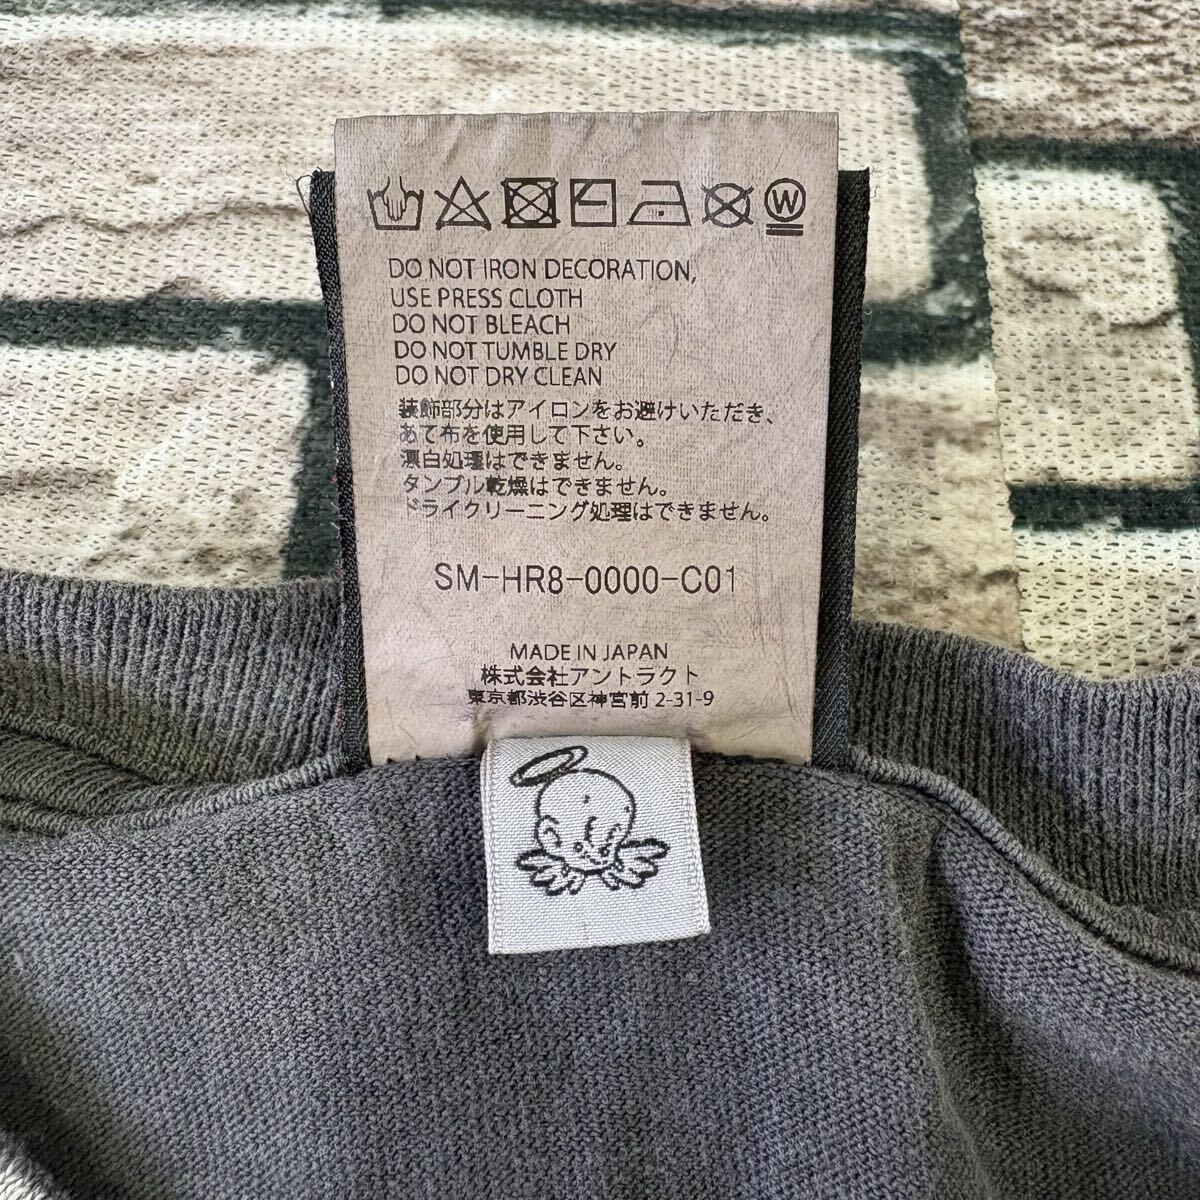 W
DO NOT IRON DECORATION,
USE PRESS CLOTH
DO NOT BLEACH
DO NOT TUMBLE DRY
DO NOT DRY CLEAN
装飾部分はアイロンをお避けいただき、
あて布を使用して下さい。
漂白処理はできません。
タンブル乾燥はできません。
ドライクリーニング処理はできません。
SM-HR8-0000-C01
MADE IN JAPAN
株式会社アントラクト
東京都渋谷区神宮前 2-31-9